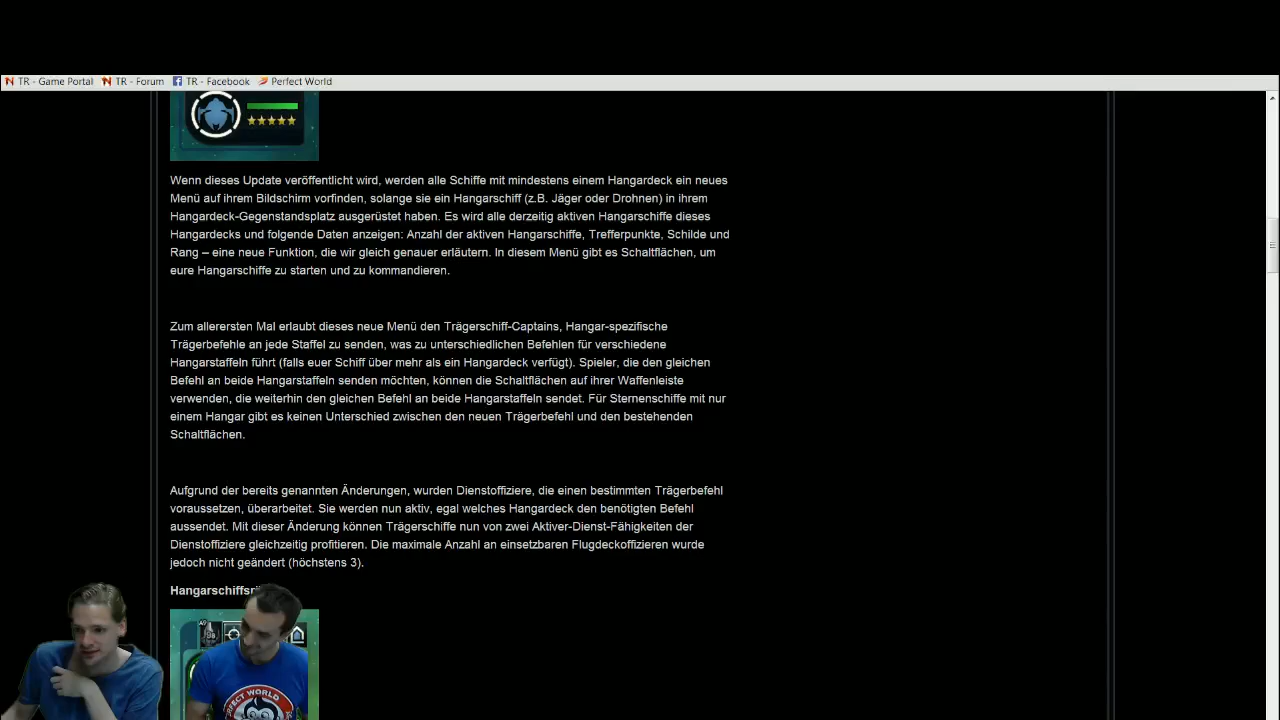 TR - Game Portal TR - Forum TR - Facebook Perfect World
Wenn dieses Update veröffentlicht wird, werden alle Schiffe mit mindestens einem Hangardeck ein neues
Menü auf ihrem Bildschirm vorfinden, solange sie ein Hangarschiff (z.B. Jäger oder Drohnen) in ihrem
Hangardeck-Gegenstandsplatz ausgerüstet haben. Es wird alle derzeitig aktiven Hangarschiffe dieses
Hangardecks und folgende Daten anzeigen: Anzahl der aktiven Hangarschiffe, Trefferpunkte, Schilde und
Rang – eine neue Funktion, die wir gleich genauer erläutern. In diesem Menü gibt es Schaltflächen, um
eure Hangarschiffe zu starten und zu kommandieren.
Zum allerersten Mal erlaubt dieses neue Menü den Trägerschiff-Captains, Hangar-spezifische
Trägerbefehle an jede Staffel zu senden, was zu unterschiedlichen Befehlen für verschiedene
Hangarstaffeln führt (falls euer Schiff über mehr als ein Hangardeck verfügt). Spieler, die den gleichen
Befehl an beide Hangarstaffeln senden möchten, können die Schaltflächen auf ihrer Waffenleiste
verwenden, die weiterhin den gleichen Befehl an beide Hangarstaffeln sendet. Für Sternenschiffe mit nur
einem Hangar gibt es keinen Unterschied zwischen den neuen Trägerbefehl und den bestehenden
Schaltflächen.
Aufgrund der bereits genannten Änderungen, wurden Dienstoffiziere, die einen bestimmten Trägerbefehl
voraussetzen, überarbeitet. Sie werden nun aktiv, egal welches Hangardeck den benötigten Befehl
aussendet. Mit dieser Änderung können Trägerschiffe nun von zwei Aktiver-Dienst-Fähigkeiten der
Dienstoffiziere gleichzeitig profitieren. Die maximale Anzahl an einsetzbaren Flugdeckoffizieren wurde
jedoch nicht geändert (höchstens 3).
PERFECT WORLD